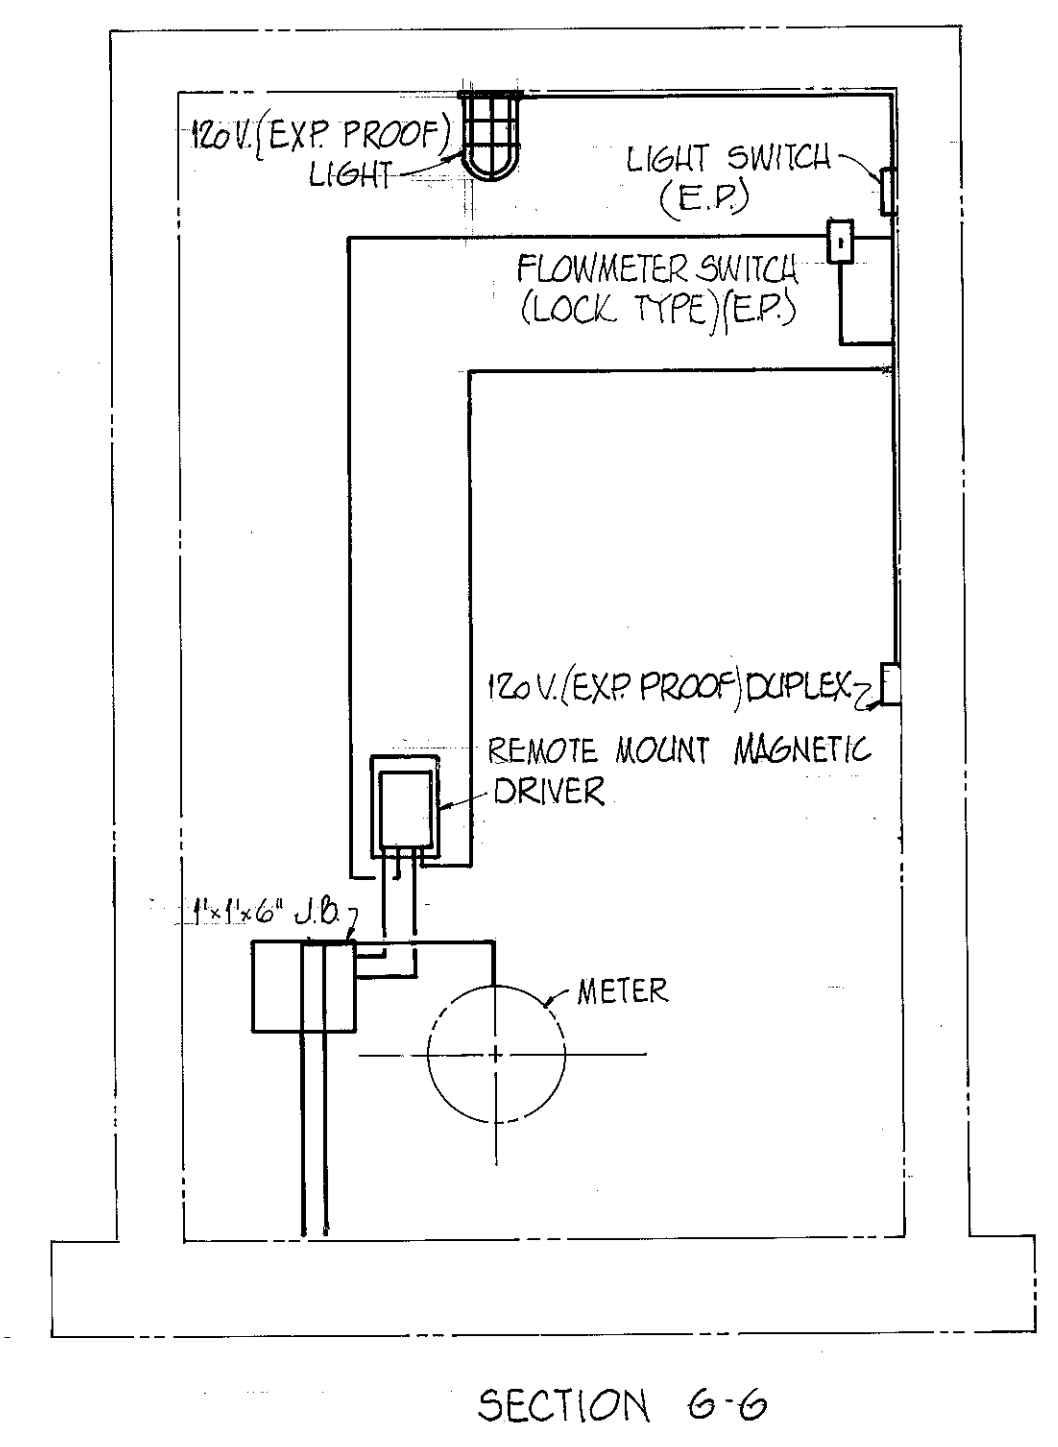 120V.(EXP. PROOF)
LIGHT
LIGHT SWITCH
(E.P.)
FLOWMETER SWITCH
(LOCK TYPE)(E.P.)
120V.(EXP. PROOF)DUPLEX
REMOTE MOUNT MAGNETIC
DRIVER
1'x1'x6" J.B.
METER
SECTION 6-6